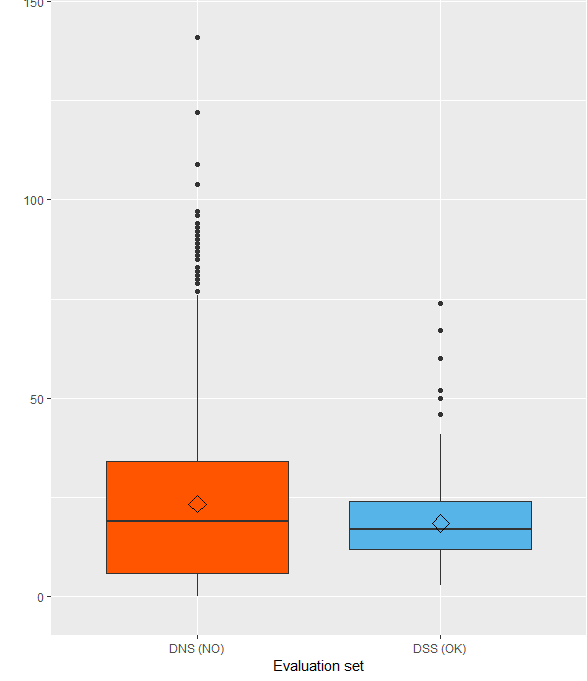 150
100
50
0
DNS (NO) DSS (OK)
Evaluation set